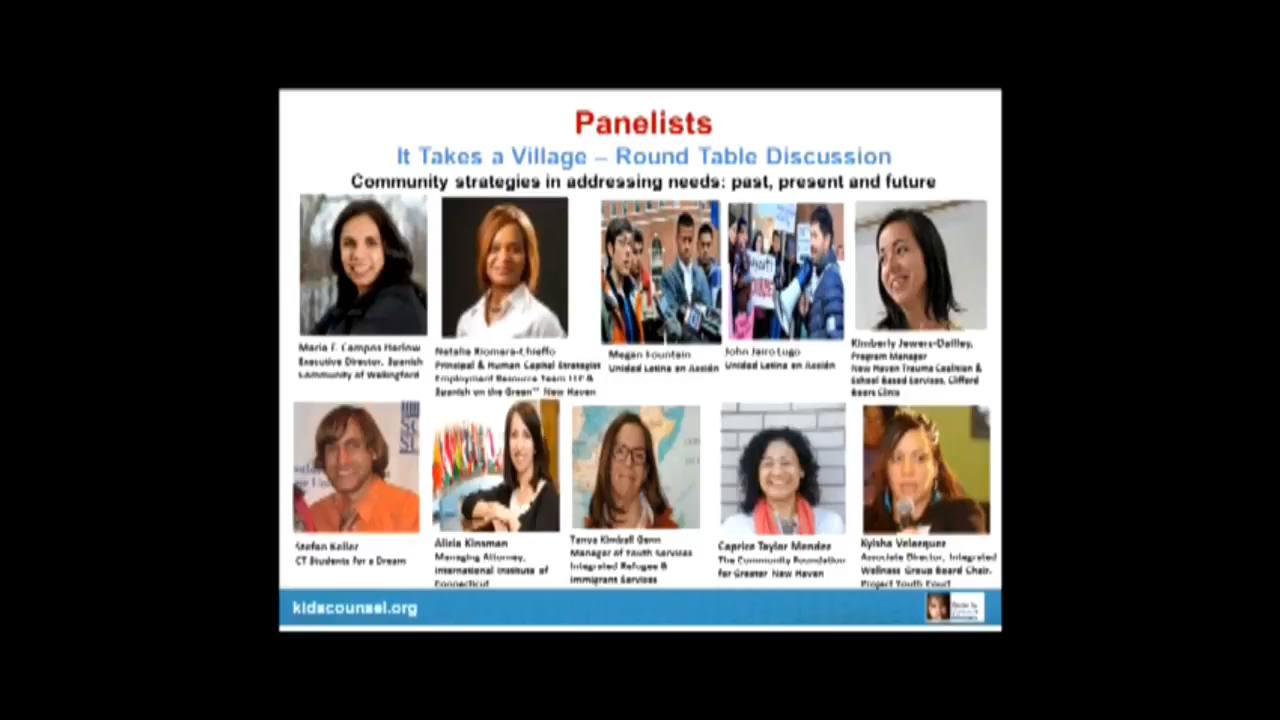 Panelists
It Takes a Village – Round Table Discussion
Community strategies in addressing needs: past, present and future
Maria F. Campos Harlow
Executive Director, Spanish
Community of Wallingford
Natalia
Principal & Human Capital Strategist
Employment Resource Team LLC &
Spanish on the Green™ New Haven
Megan Fountain
Unidad Latina en Acción
John Jairo Lugo
Unidad Latina en Acción
Kimberly Jewers-Dailley,
Program Manager
New Haven Trauma Coalition &
School Based Services, Clifford
Beers Clinic
Stefan Keller
CT Students for a Dream
Alicia Kinsman
Managing Attorney,
International Institute of
Connecticut
Tanya Kimball Genn
Manager of Youth Services
Integrated Refugee &
Immigrant Services
Caprice Taylor Mendez
The Community Foundation
for Greater New Haven
Kyisha Velazquez
Associate Director, Integrated
Wellness Group Board Chair,
Project Youth Court
kidscounsel.org